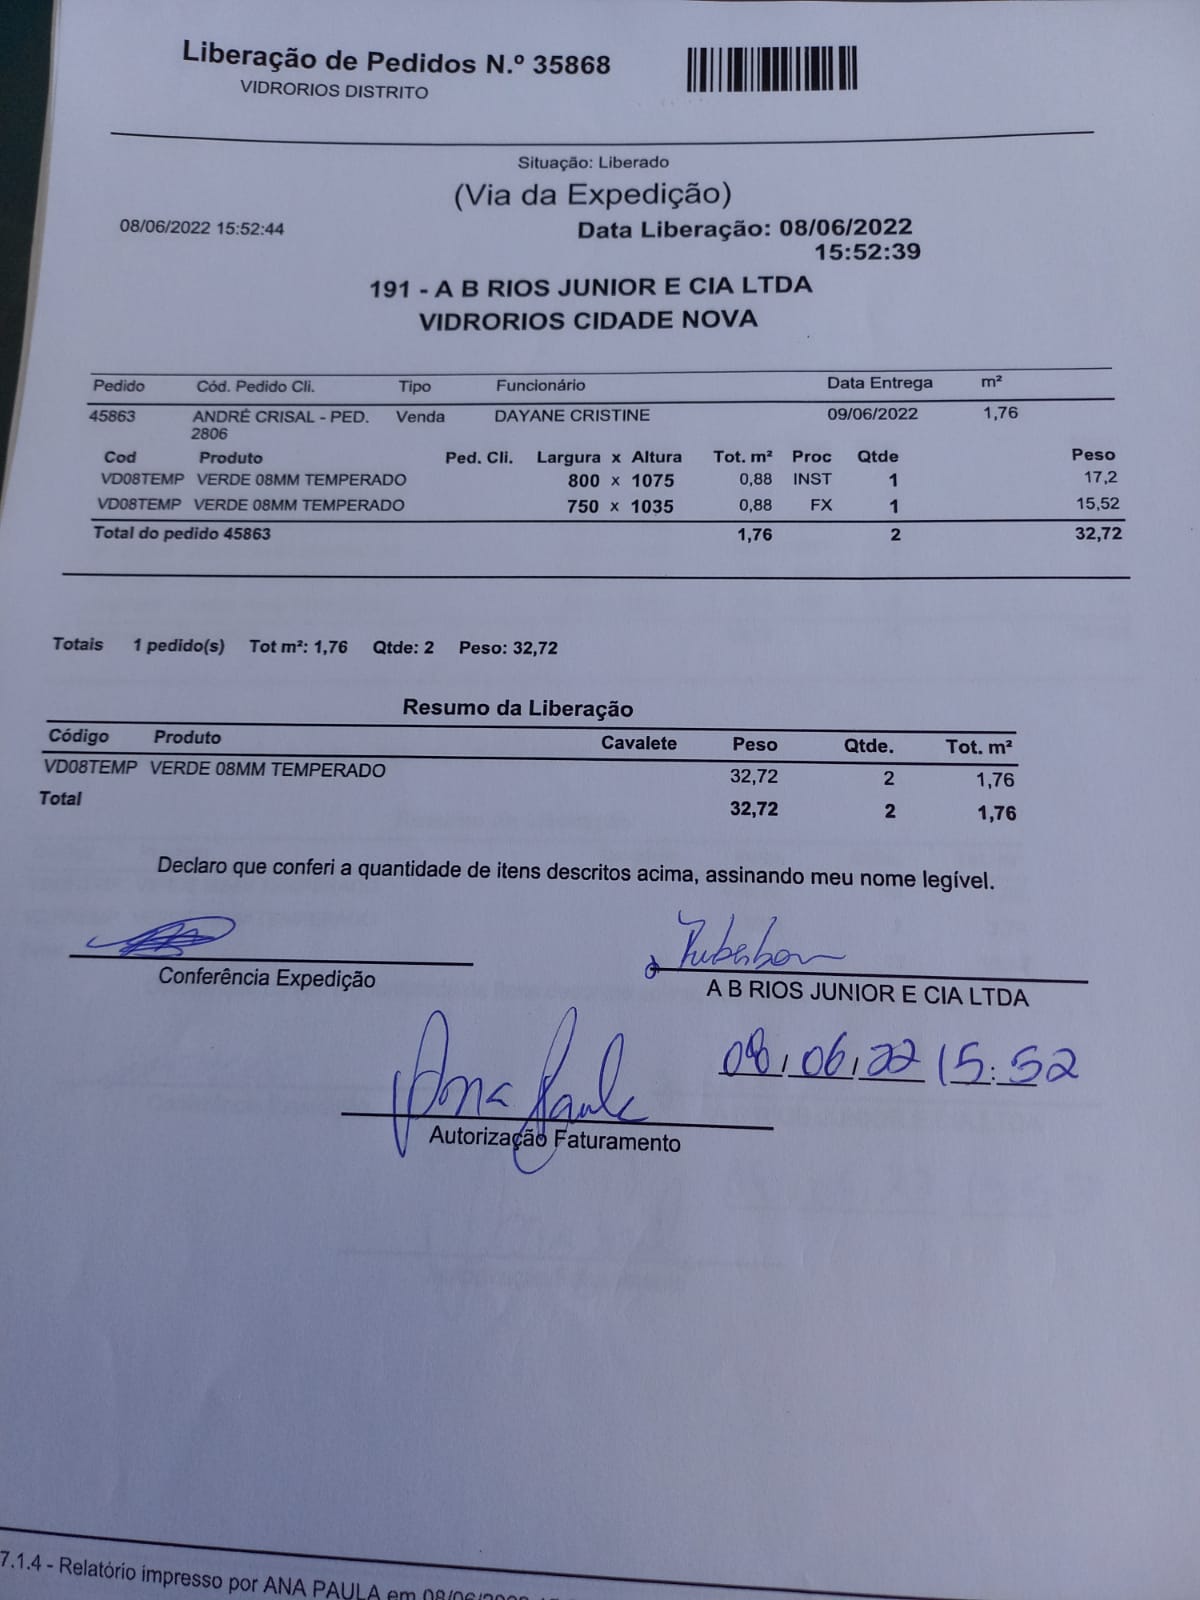 Liberação de Pedidos N.º 35868
VIDRORIOS DISTRITO
Situação: Liberado
(Via da Expedição)
08/06/2022 15:52:44 Data Liberação: 08/06/2022
15:52:39
191 - A B RIOS JUNIOR E CIA LTDA
VIDRORIOS CIDADE NOVA
Pedido Cód. Pedido Cli. Tipo Funcionário Data Entrega m²
45863 ANDRÉ CRISAL - PED. Venda DAYANE CRISTINE 09/06/2022 1,76
2806
Cod Produto Ped. Cli. Largura x Altura Tot. m² Proc Qtde Peso
VD08TEMP VERDE 08MM TEMPERADO 800 x 1075 0,88 INST 1 17,2
VD08TEMP VERDE 08MM TEMPERADO 750 x 1035 0,88 FX 1 15,52
Total do pedido 45863 1,76 2 32,72
Totais 1 pedido(s) Tot m²: 1,76 Qtde: 2 Peso: 32,72
Resumo da Liberação
Código Produto Cavalete Peso Qtde. Tot. m²
VD08TEMP VERDE 08MM TEMPERADO 32,72 2 1,76
Total 32,72 2 1,76
Declaro que conferi a quantidade de itens descritos acima, assinando meu nome legível.
Conferência Expedição
A B RIOS JUNIOR E CIA LTDA
08/06/22 15:52
Ana Paula
Autorização Faturamento
7.1.4 - Relatório impresso por ANA PAULA em